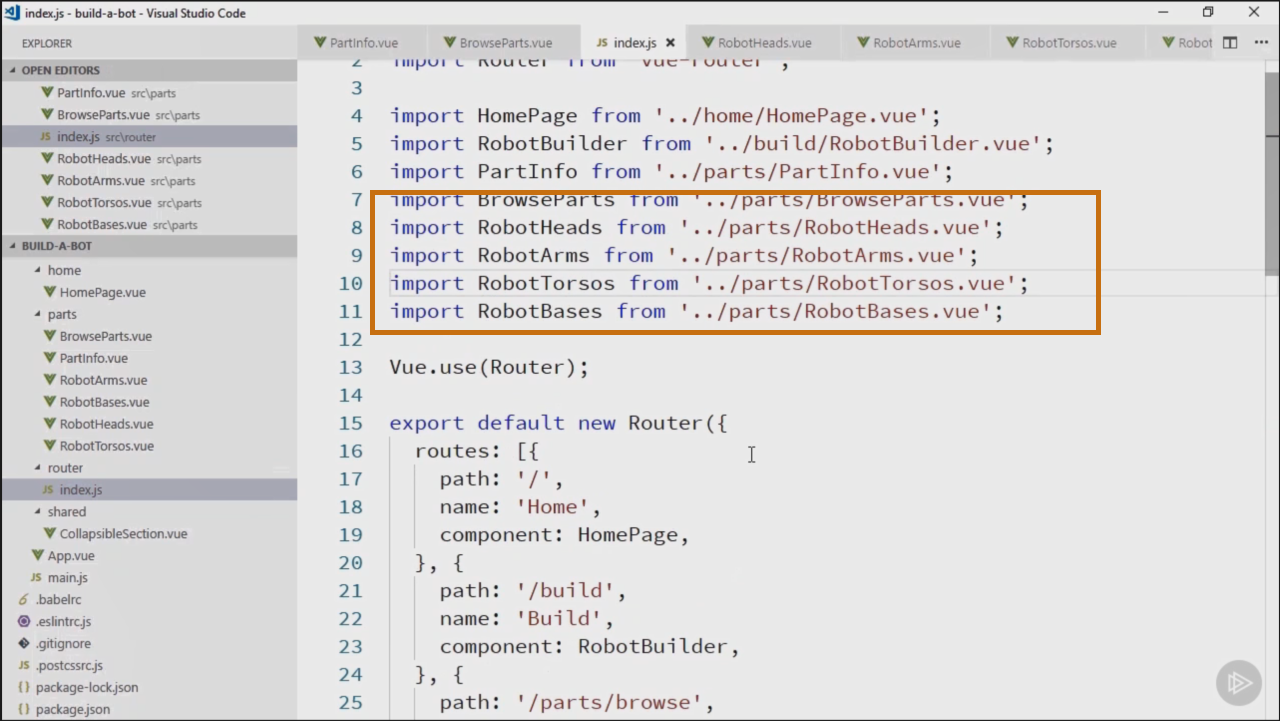 index.js - build-a-bot - Visual Studio Code
EXPLORER
OPEN EDITORS
PartInfo.vue src\parts
BrowseParts.vue src\parts
JS index.js src\router
RobotHeads.vue src\parts
RobotArms.vue src\parts
RobotTorsos.vue src\parts
RobotBases.vue src\parts
BUILD-A-BOT
home
HomePage.vue
parts
BrowseParts.vue
PartInfo.vue
RobotArms.vue
RobotBases.vue
RobotHeads.vue
RobotTorsos.vue
router
JS index.js
shared
CollapsibleSection.vue
App.vue
JS main.js
.babelrc
.eslintrc.js
.gitignore
JS .postcssrc.js
{} package-lock.json
{} package.json
PartInfo.vue BrowseParts.vue JS index.js RobotHeads.vue RobotArms.vue RobotTorsos.vue Robot
2 import Router from 'vue-router';
3
4 import HomePage from '../home/HomePage.vue';
5 import RobotBuilder from '../build/RobotBuilder.vue';
6 import PartInfo from '../parts/PartInfo.vue';
7 import BrowseParts from '../parts/BrowseParts.vue';
8 import RobotHeads from '../parts/RobotHeads.vue';
9 import RobotArms from '../parts/RobotArms.vue';
10 import RobotTorsos from '../parts/RobotTorsos.vue';
11 import RobotBases from '../parts/RobotBases.vue';
12
13 Vue.use(Router);
14
15 export default new Router({
16 routes: [{
17 path: '/',
18 name: 'Home',
19 component: HomePage,
20 }, {
21 path: '/build',
22 name: 'Build',
23 component: RobotBuilder,
24 }, {
25 path: '/parts/browse',